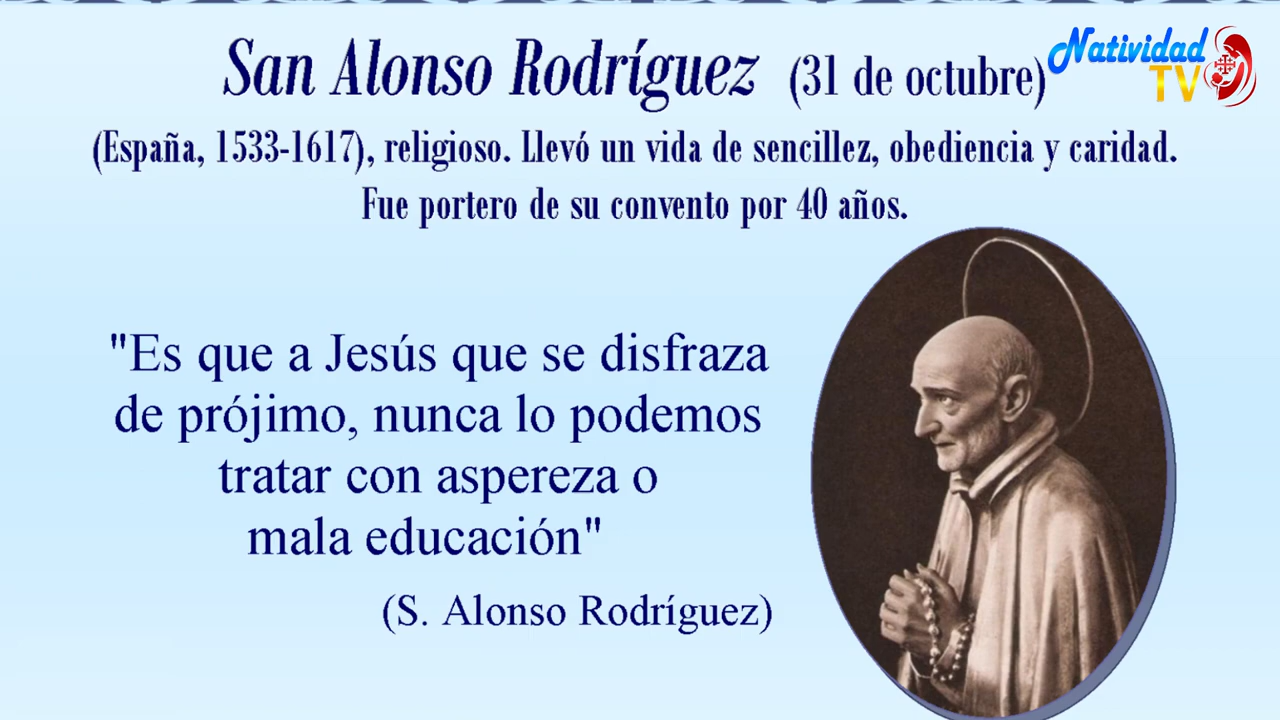 San Alonso Rodríguez (31 de octubre)
Natividad
TV
(España, 1533-1617), religioso. Llevó un vida de sencillez, obediencia y caridad.
Fue portero de su convento por 40 años.
"Es que a Jesús que se disfraza
de prójimo, nunca lo podemos
tratar con aspereza o
mala educación"
(S. Alonso Rodríguez)